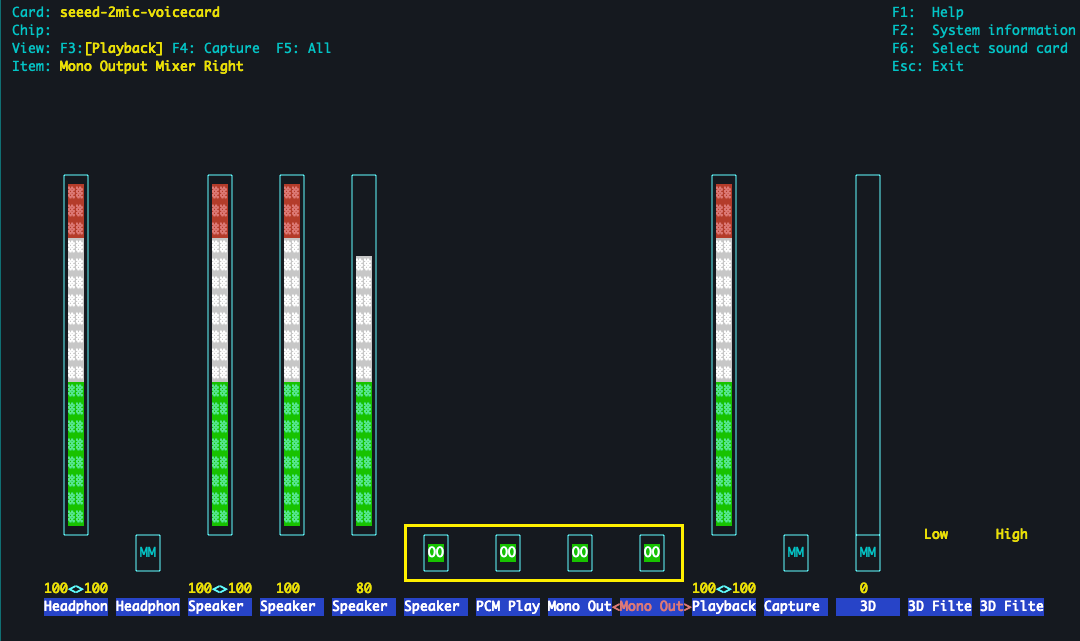 Card: seeed-2mic-voicecard F1: Help
Chip: F2: System information
View: F3:[Playback] F4: Capture F5: All F6: Select sound card
Item: Mono Output Mixer Right Esc: Exit
Low High
MM OO OO OO OO MM MM
100<>100 100<>100 100 80 100<>100 0
Headphon Headphon Speaker Speaker Speaker Speaker PCM Play Mono Out<Mono Out>Playback Capture 3D 3D Filte 3D Filte